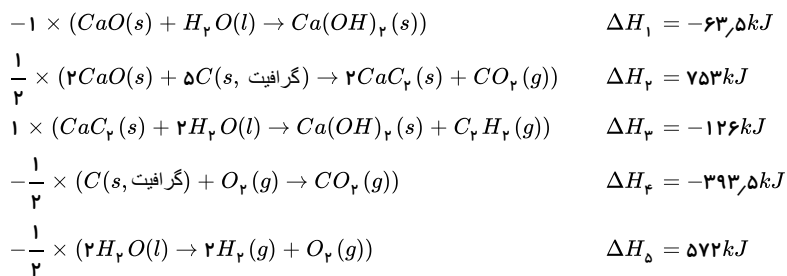 −۱ × (CaO(s) + H۲O(l) → Ca(OH)۲(s)) ΔH۱ = −۶۳٫۵kJ
۱/۲ × (۲CaO(s) + ۵C(s, گرافیت) → ۲CaC۲(s) + CO۲(g)) ΔH۲ = ۷۵۳kJ
۱ × (CaC۲(s) + ۲H۲O(l) → Ca(OH)۲(s) + C۲H۲(g)) ΔH۳ = −۱۲۶kJ
−۱/۲ × (C(s, گرافیت) + O۲(g) → CO۲(g)) ΔH۴ = −۳۹۳٫۵kJ
−۱/۲ × (۲H۲O(l) → ۲H۲(g) + O۲(g)) ΔH۵ = ۵۷۲kJ